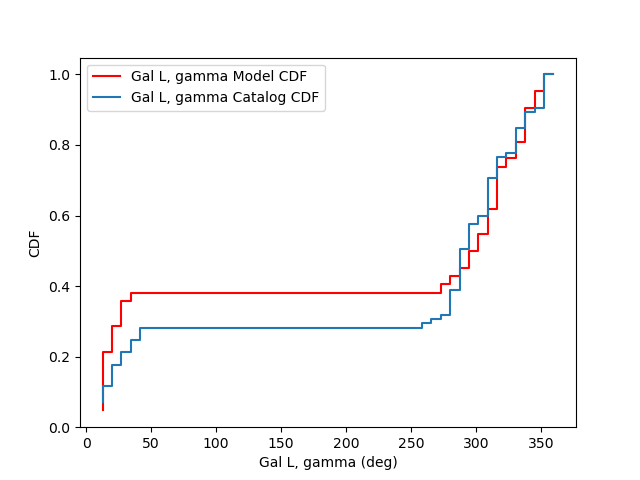 Gal L, gamma Model CDF
Gal L, gamma Catalog CDF
1.0
0.8
0.6
0.4
0.2
0.0
CDF
0 50 100 150 200 250 300 350
Gal L, gamma (deg)